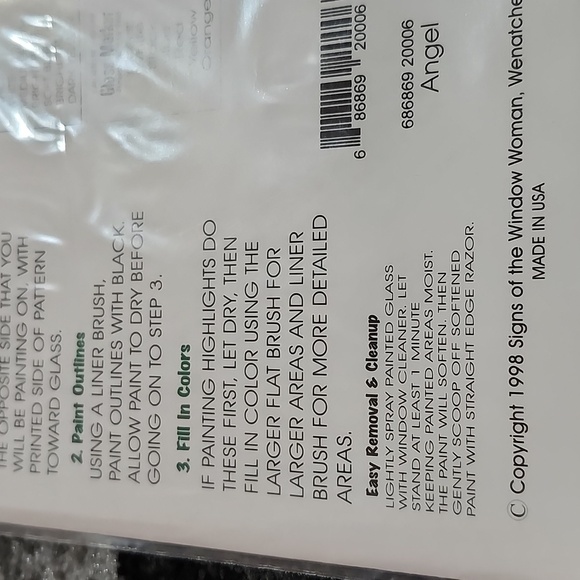 Yellow
Orange
THE OPPOSITE SIDE THAT YOU
WILL BE PAINTING ON, WITH
PRINTED SIDE OF PATTERN
TOWARD GLASS.
2. Paint Outlines
USING A LINER BRUSH,
PAINT OUTLINES WITH BLACK.
ALLOW PAINT TO DRY BEFORE
GOING ON TO STEP 3.
3. Fill In Colors
IF PAINTING HIGHLIGHTS DO
THESE FIRST, LET DRY, THEN
FILL IN COLOR USING THE
LARGER FLAT BRUSH FOR
LARGER AREAS AND LINER
BRUSH FOR MORE DETAILED
AREAS.
Easy Removal & Cleanup
LIGHTLY SPRAY PAINTED GLASS
WITH WINDOW CLEANER. LET
STAND AT LEAST 1 MINUTE
KEEPING PAINTED AREAS MOIST.
THE PAINT WILL SOFTEN. THEN
GENTLY SCOOP OFF SOFTENED
PAINT WITH STRAIGHT EDGE RAZOR.
6 86869 20006
686869 20006
Angel
© Copyright 1998 Signs of the Window Woman, Wenatche
MADE IN USA